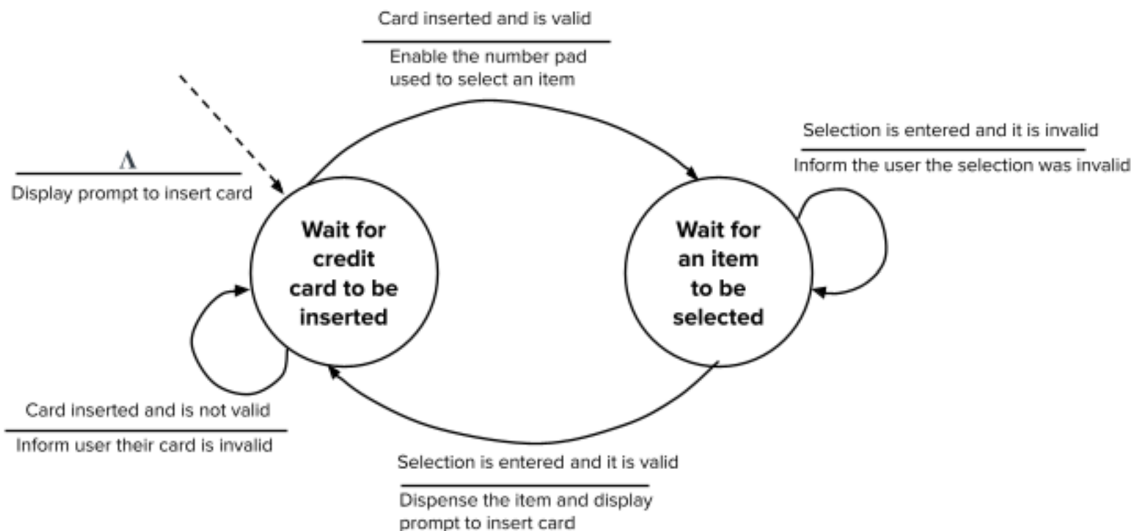 Card inserted and is valid
Enable the number pad
used to select an item
Λ
Display prompt to insert card
Selection is entered and it is invalid
Inform the user the selection was invalid
Wait for
credit
card to be
inserted
Wait for
an item
to be
selected
Card inserted and is not valid
Inform user their card is invalid
Selection is entered and it is valid
Dispense the item and display
prompt to insert card